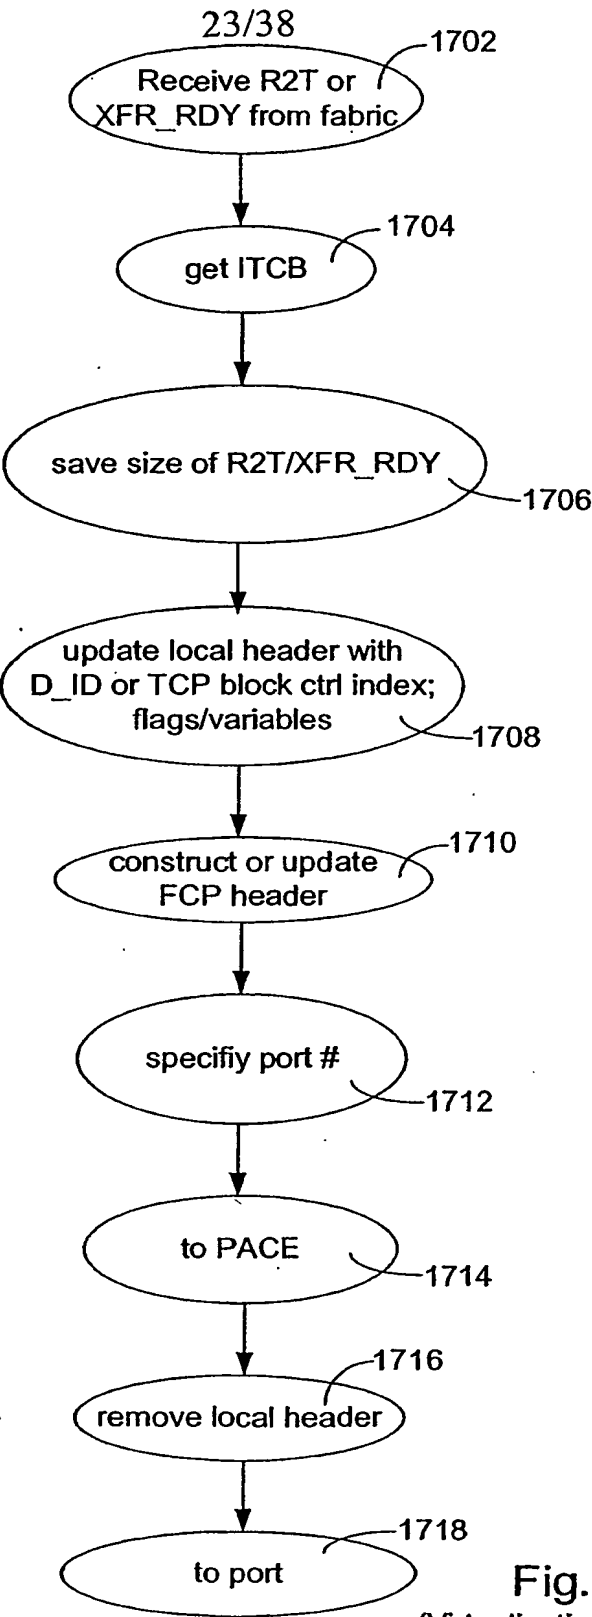 23/38
1702
Receive R2T or
XFR_RDY from fabric
1704
get ITCB
save size of R2T/XFR_RDY
1706
update local header with
D_ID or TCP block ctrl index;
flags/variables
1708
1710
construct or update
FCP header
specifiy port #
1712
to PACE
1714
1716
remove local header
1718
to port
Fig.